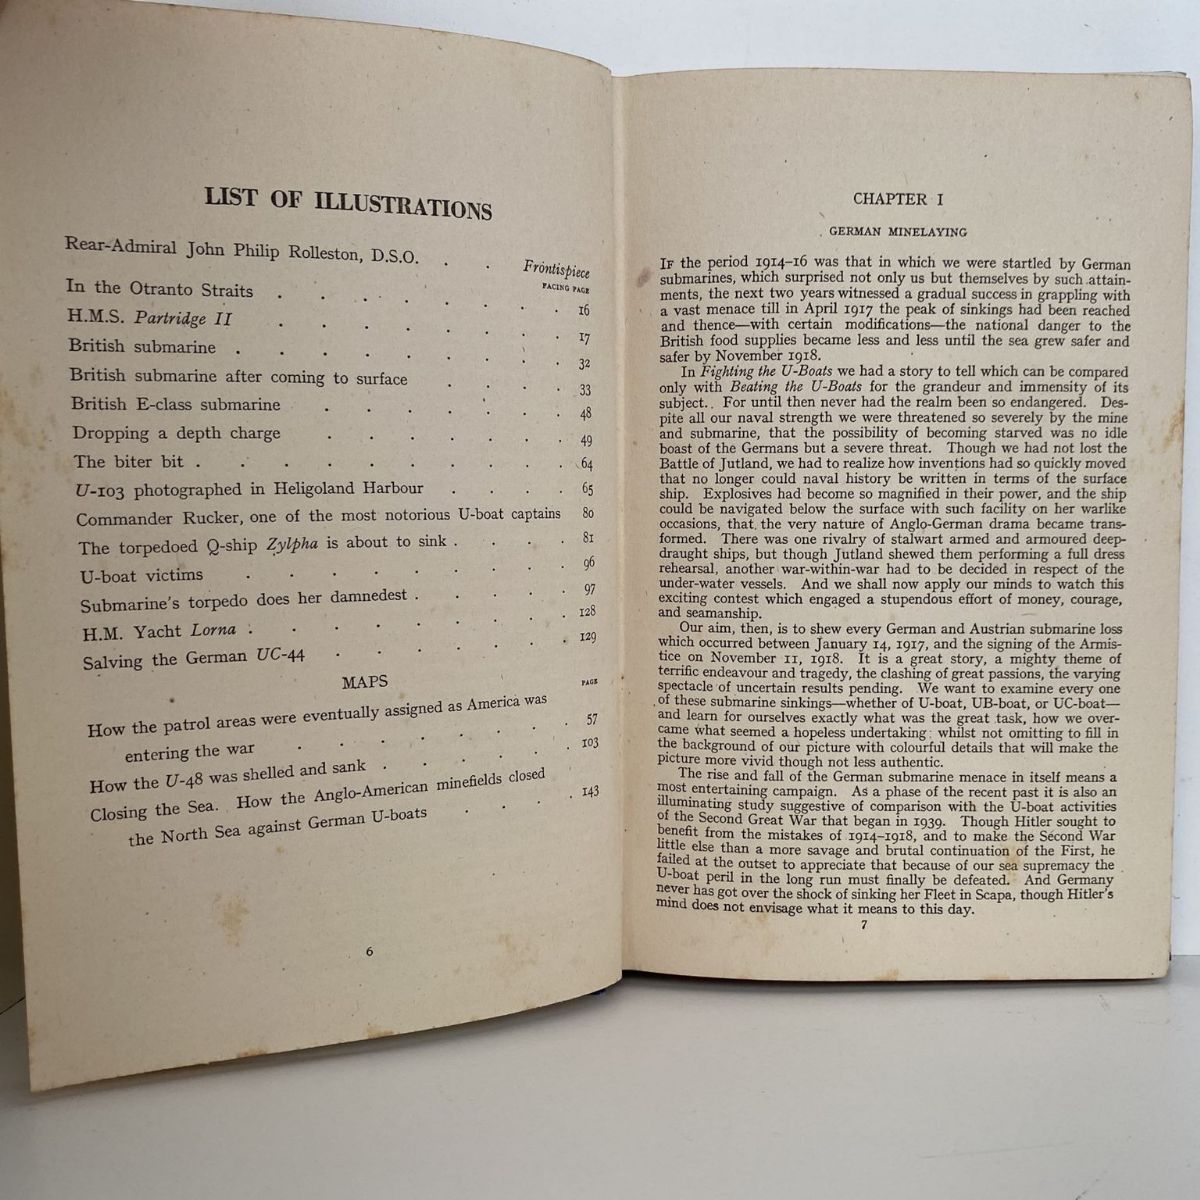 LIST OF ILLUSTRATIONS
Rear-Admiral John Philip Rolleston, D.S.O. . . Frontispiece
FACING PAGE
In the Otranto Straits . . . . . . . . 16
H.M.S. Partridge II . . . . . . . 17
British submarine . . . . . . . . 32
British submarine after coming to surface . . . . 33
British E-class submarine . . . . . . 48
Dropping a depth charge . . . . . . 49
The biter bit . . . . . . . . . 64
U-103 photographed in Heligoland Harbour . . . . 65
Commander Rucker, one of the most notorious U-boat captains 80
The torpedoed Q-ship Zylpha is about to sink . . . . 81
U-boat victims . . . . . . . . 96
Submarine's torpedo does her damnedest . . . . . 97
H.M. Yacht Lorna . . . . . . . . 128
Salving the German UC-44 . . . . . . 129
MAPS
PAGE
How the patrol areas were eventually assigned as America was
entering the war . . . . . . . 57
How the U-48 was shelled and sank . . . . . 103
Closing the Sea. How the Anglo-American minefields closed
the North Sea against German U-boats . . . . 143
6
CHAPTER I
GERMAN MINELAYING
IF the period 1914-16 was that in which we were startled by German
submarines, which surprised not only us but themselves by such attain-
ments, the next two years witnessed a gradual success in grappling with
a vast menace till in April 1917 the peak of sinkings had been reached
and thence—with certain modifications—the national danger to the
British food supplies became less and less until the sea grew safer and
safer by November 1918.
In Fighting the U-Boats we had a story to tell which can be compared
only with Beating the U-Boats for the grandeur and immensity of its
subject. For until then never had the realm been so endangered. Des-
pite all our naval strength we were threatened so severely by the mine
and submarine, that the possibility of becoming starved was no idle
boast of the Germans but a severe threat. Though we had not lost the
Battle of Jutland, we had to realize how inventions had so quickly moved
that no longer could naval history be written in terms of the surface
ship. Explosives had become so magnified in their power, and the ship
could be navigated below the surface with such facility on her warlike
occasions, that the very nature of Anglo-German drama became trans-
formed. There was one rivalry of stalwart armed and armoured deep-
draught ships, but though Jutland shewed them performing a full dress
rehearsal, another war-within-war had to be decided in respect of the
under-water vessels. And we shall now apply our minds to watch this
exciting contest which engaged a stupendous effort of money, courage,
and seamanship.
Our aim, then, is to shew every German and Austrian submarine loss
which occurred between January 14, 1917, and the signing of the Armis-
tice on November 11, 1918. It is a great story, a mighty theme of
terrific endeavour and tragedy, the clashing of great passions, the varying
spectacle of uncertain results pending. We want to examine every one
of these submarine sinkings—whether of U-boat, UB-boat, or UC-boat—
and learn for ourselves exactly what was the great task, how we over-
came what seemed a hopeless undertaking whilst not omitting to fill in
the background of our picture with colourful details that will make the
picture more vivid though not less authentic.
The rise and fall of the German submarine menace in itself means a
most entertaining campaign. As a phase of the recent past it is also an
illuminating study suggestive of comparison with the U-boat activities
of the Second Great War that began in 1939. Though Hitler sought to
benefit from the mistakes of 1914-1918, and to make the Second War
little else than a more savage and brutal continuation of the First, he
failed at the outset to appreciate that because of our sea supremacy the
U-boat peril in the long run must finally be defeated. And Germany
never has got over the shock of sinking her Fleet in Scapa, though Hitler's
mind does not envisage what it means to this day.
7